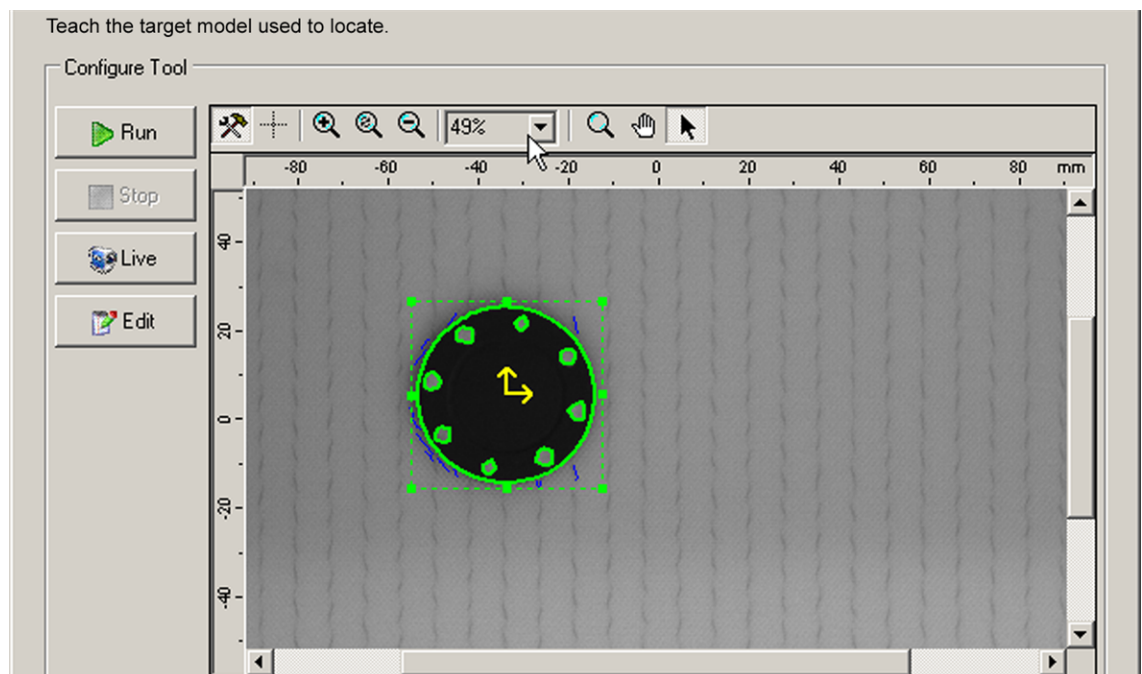 Teach the target model used to locate.
Configure Tool
Run
49%
-80 -60 -40 -20 0 20 40 60 80 mm
Stop
40
Live
Edit
20
0
-20
-40